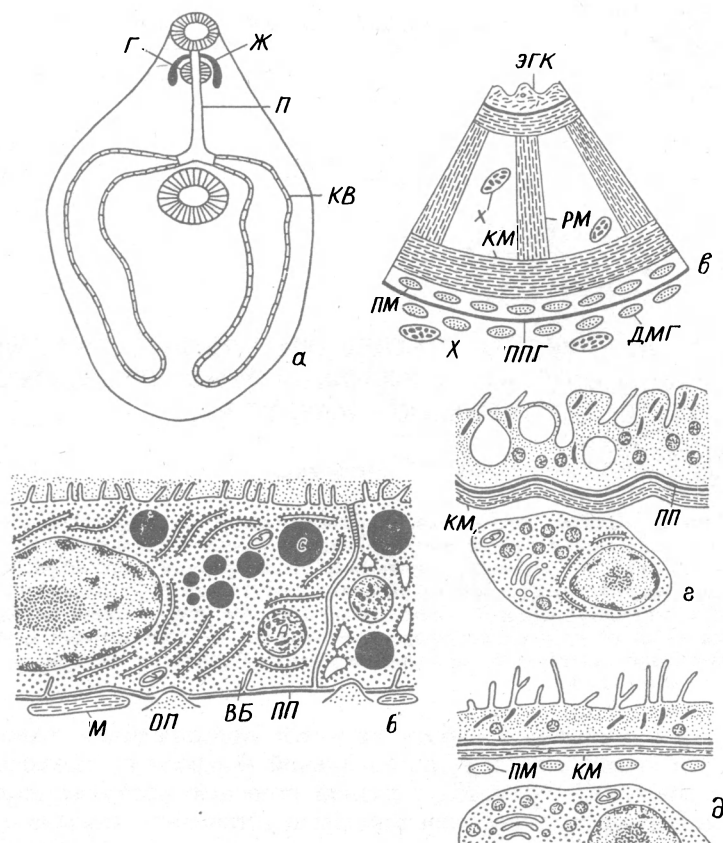 Г. Ж
П
КВ
а
ЭГК
Х
КМ РМ
ПМ
Х ППГ ДМГ
в
ПП
КМ
г
С
М ОП ВБ ПП б
ПМ КМ
д